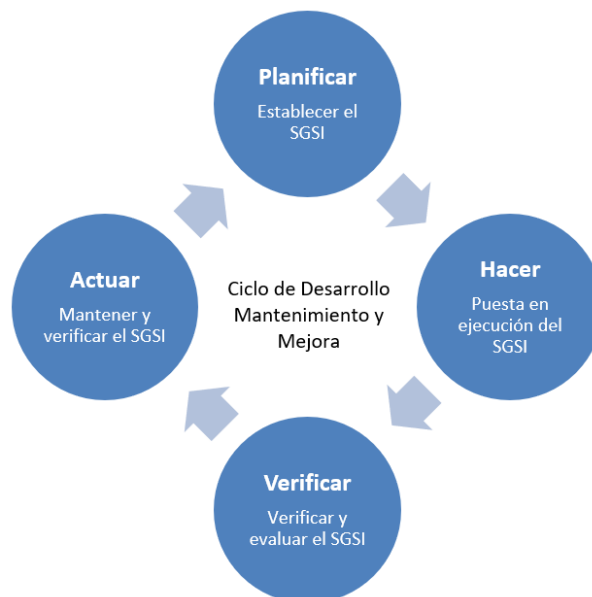 Planificar
Establecer el
SGSI
Hacer
Puesta en
ejecución del
SGSI
Verificar
Verificar y
evaluar el SGSI
Actuar
Mantener y
verificar el SGSI
Ciclo de Desarrollo
Mantenimiento y
Mejora